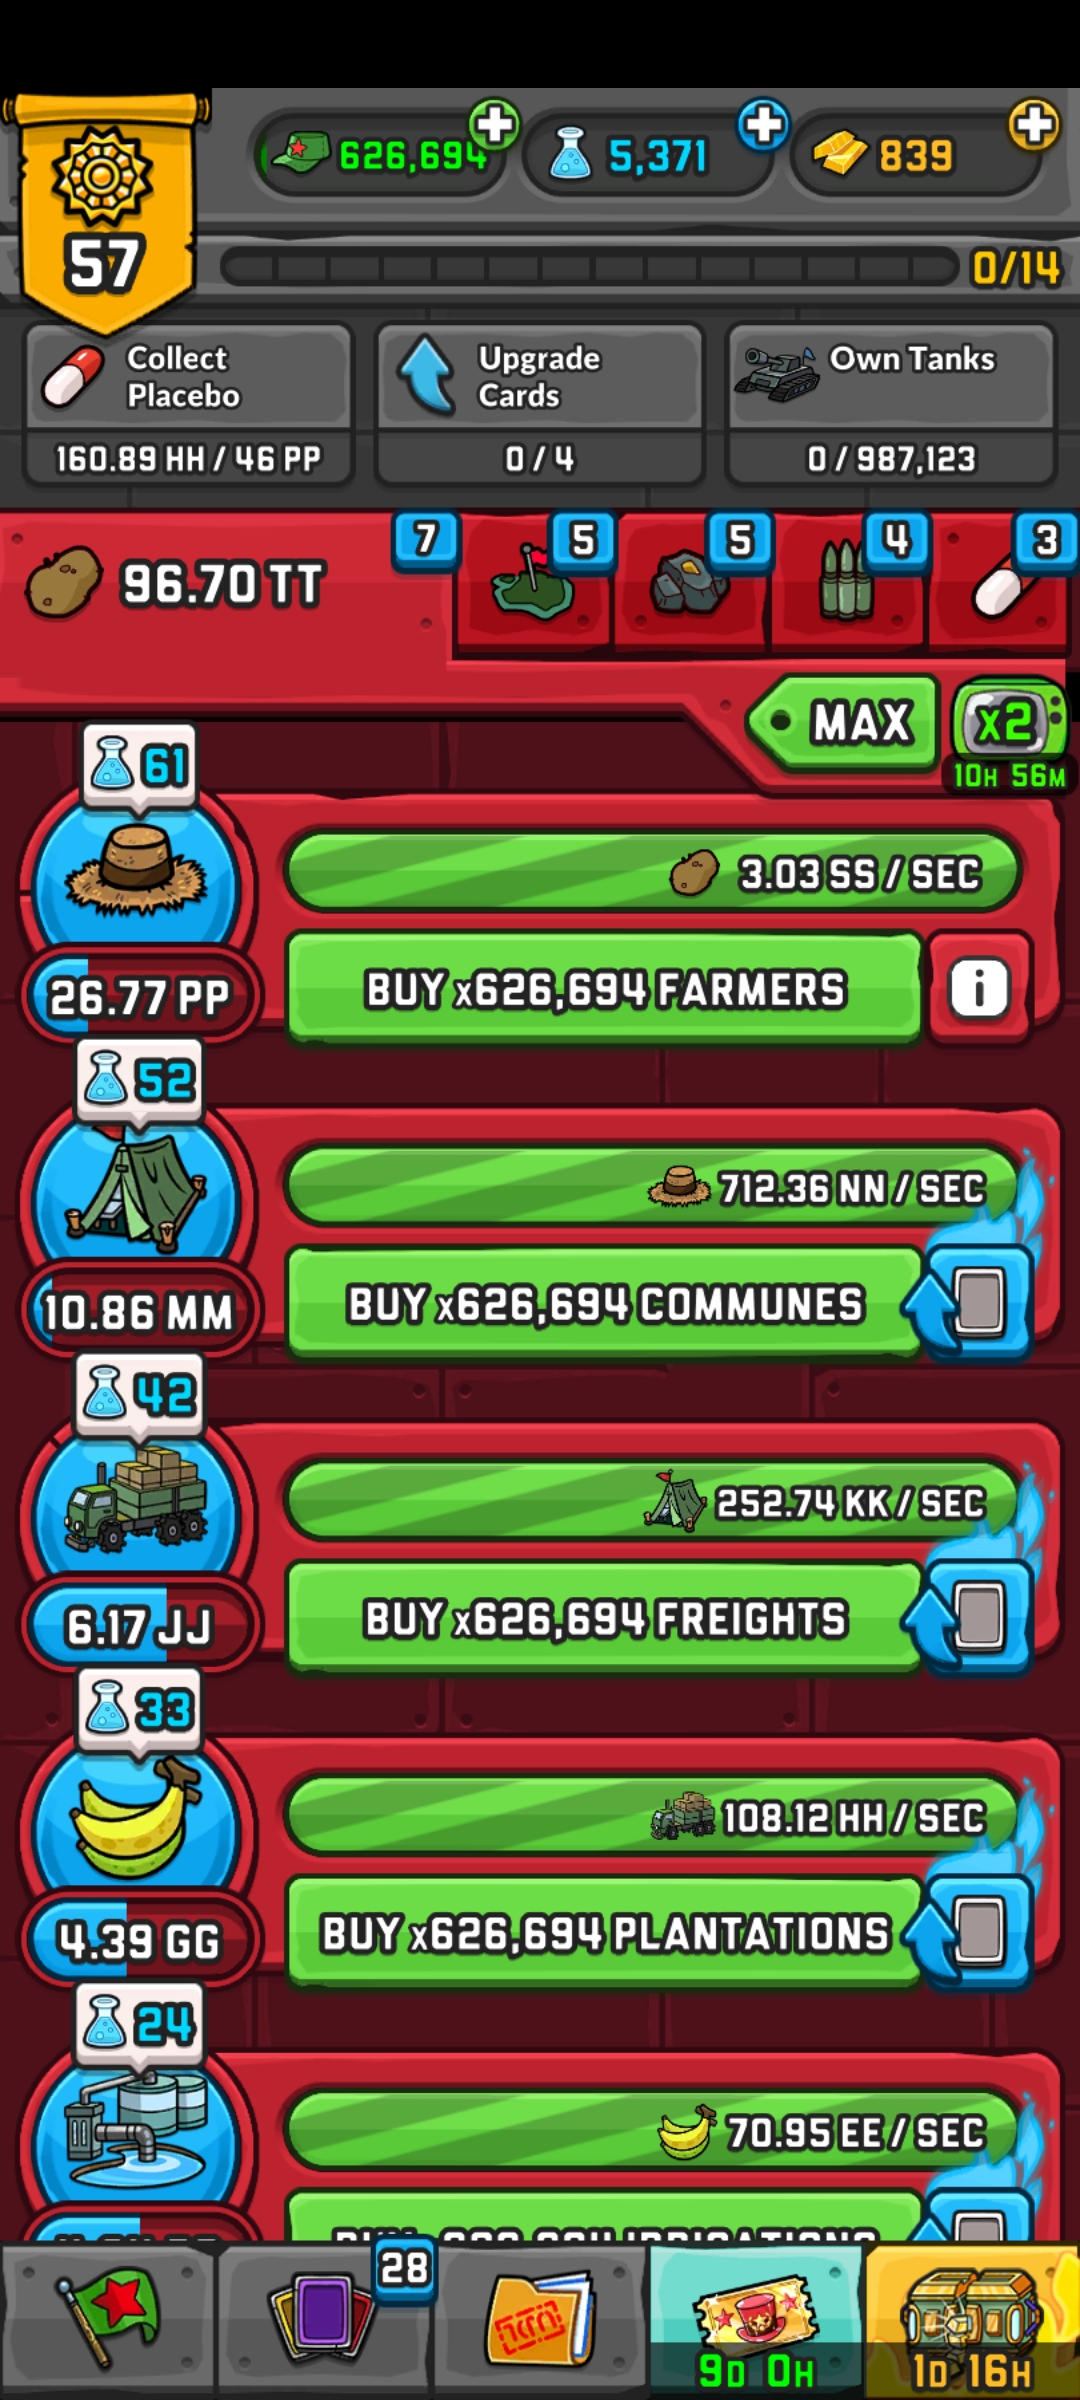 626,694
5,371
839
57
0/14
Collect
Placebo
Upgrade
Cards
Own Tanks
160.89 HH / 46 PP
0 / 4
0 / 987,123
96.70 TT
7
5
5
4
3
MAX
x2
10H 56M
61
3.03 SS / SEC
26.77 PP
BUY x626,694 FARMERS
i
52
712.36 NN / SEC
10.86 MM
BUY x626,694 COMMUNES
42
252.74 KK / SEC
6.17 JJ
BUY x626,694 FREIGHTS
33
108.12 HH / SEC
4.39 GG
BUY x626,694 PLANTATIONS
24
70.95 EE / SEC
28
9D 0H
1D 16H